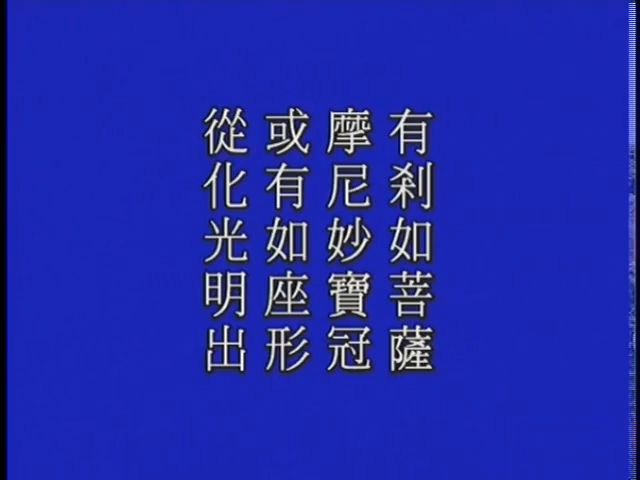 有剎如菩薩
摩尼妙寶冠
或有如座形
從化光明出